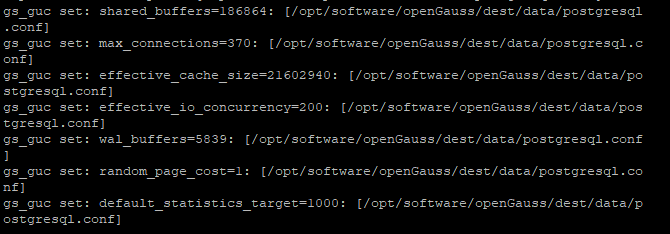 gs_guc set: shared_buffers=186864: [/opt/software/openGauss/dest/data/postgresql
.conf]
gs_guc set: max_connections=370: [/opt/software/openGauss/dest/data/postgresql.c
onf]
gs_guc set: effective_cache_size=21602940: [/opt/software/openGauss/dest/data/po
stgresql.conf]
gs_guc set: effective_io_concurrency=200: [/opt/software/openGauss/dest/data/pos
tgresql.conf]
gs_guc set: wal_buffers=5839: [/opt/software/openGauss/dest/data/postgresql.conf
]
gs_guc set: random_page_cost=1: [/opt/software/openGauss/dest/data/postgresql.co
nf]
gs_guc set: default_statistics_target=1000: [/opt/software/openGauss/dest/data/p
ostgresql.conf]